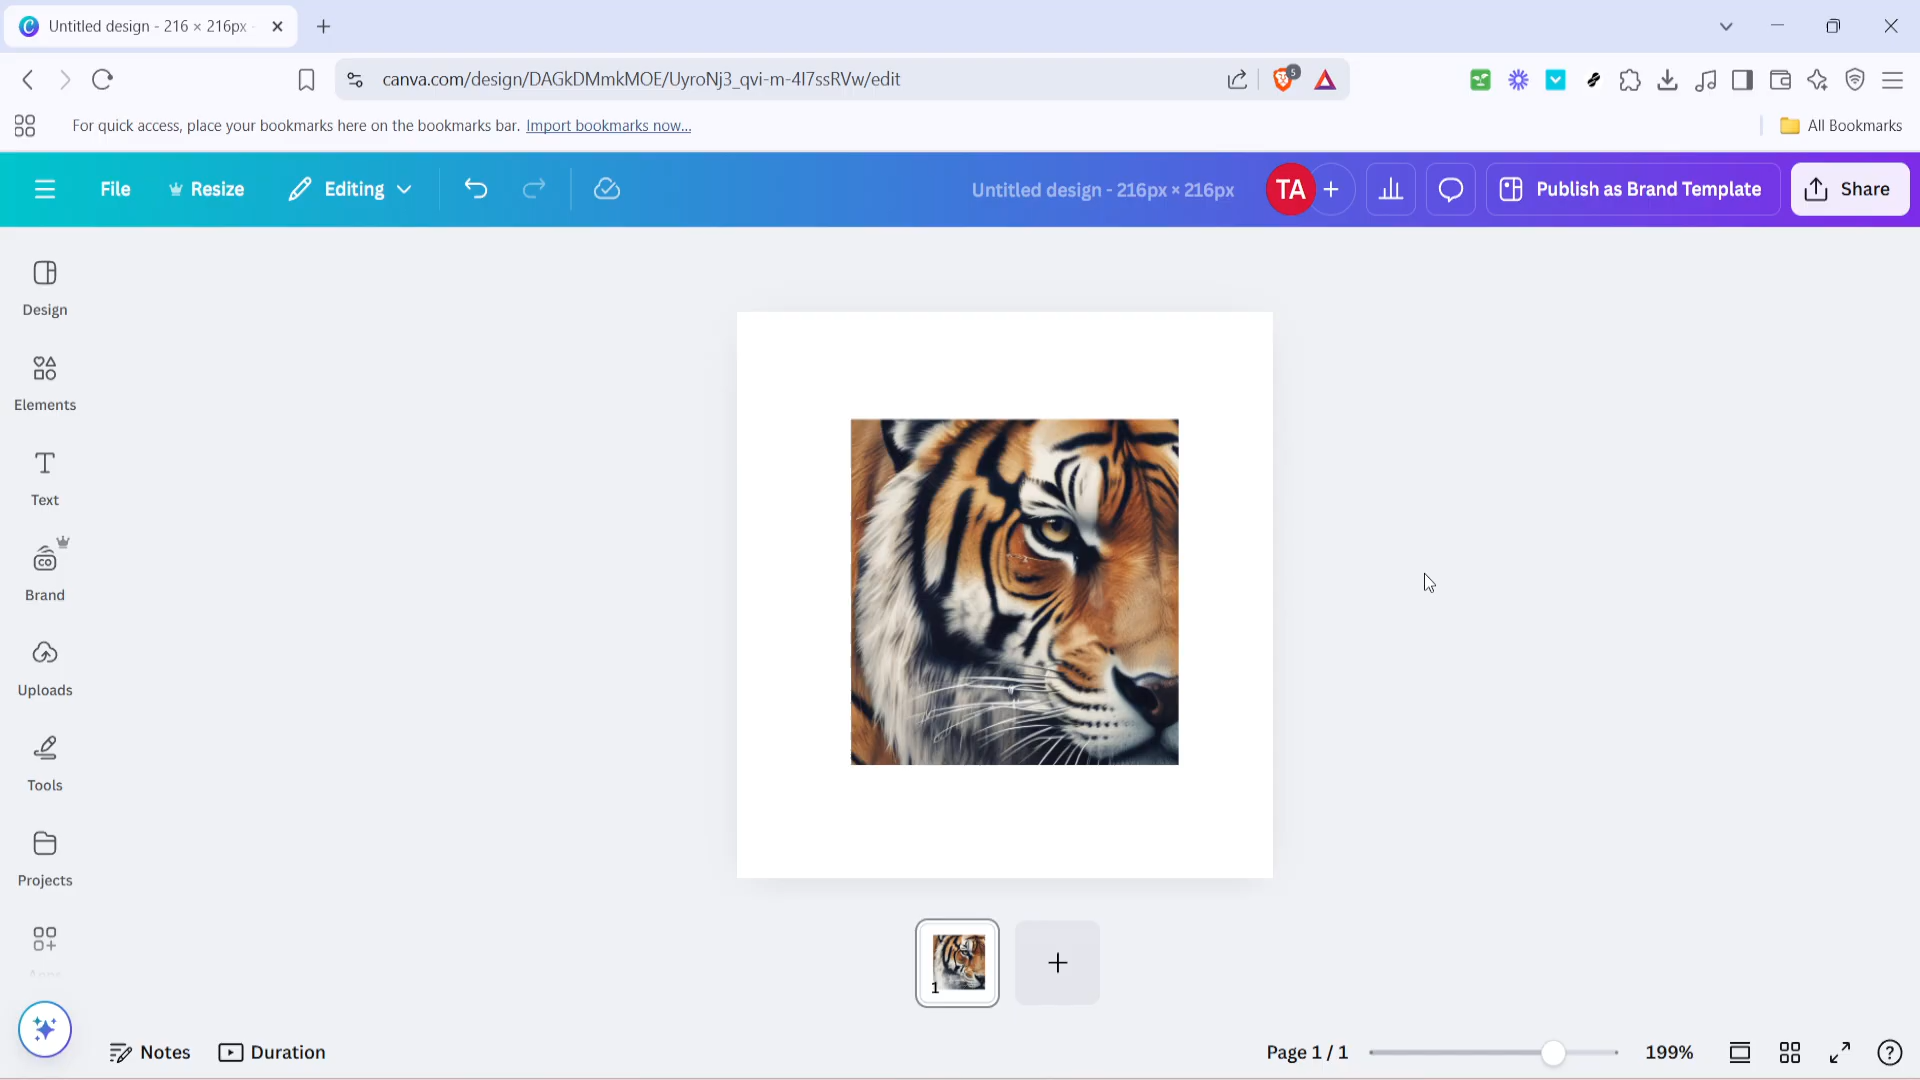 Untitled design - 216 × 216px
canva.com/design/DAGkDMmkMOE/UyroNj3_qvi-m-4I7ssRVw/edit
5
For quick access, place your bookmarks here on the bookmarks bar. Import bookmarks now...
All Bookmarks
File
Resize
Editing
Untitled design - 216px × 216px
TA
Publish as Brand Template
Share
Design
Elements
Text
Brand
Uploads
Tools
Projects
Apps
1
Notes
Duration
Page 1 / 1
199%